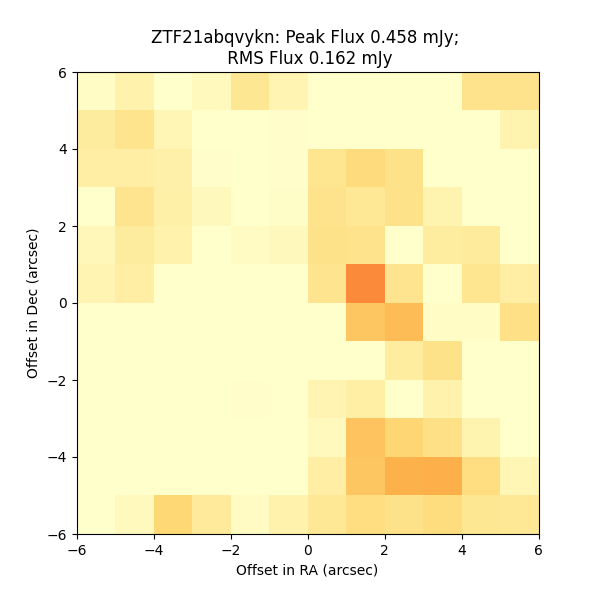 ZTF21abqvykn: Peak Flux 0.458 mJy;
RMS Flux 0.162 mJy
6
4
2
0
−2
−4
−6
Offset in Dec (arcsec)
−6 −4 −2 0 2 4 6
Offset in RA (arcsec)